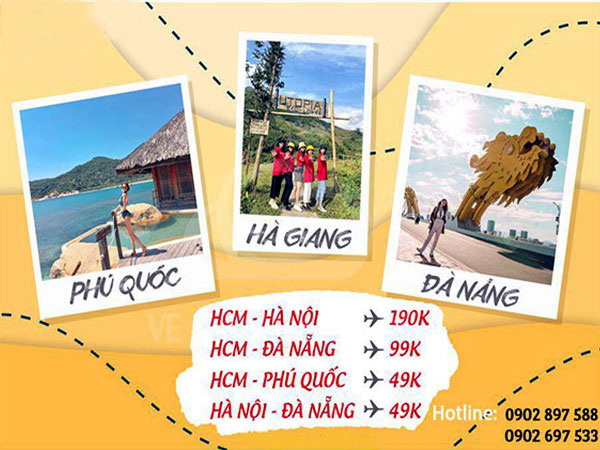 UTOPIA
HÀ GIANG
PHÚ QUỐC
ĐÀ NẴNG
HCM - HÀ NỘI 190K
HCM - ĐÀ NẴNG 99K
HCM - PHÚ QUỐC 49K
HÀ NỘI - ĐÀ NẴNG 49K
Hotline: 0902 897 588
0902 697 533